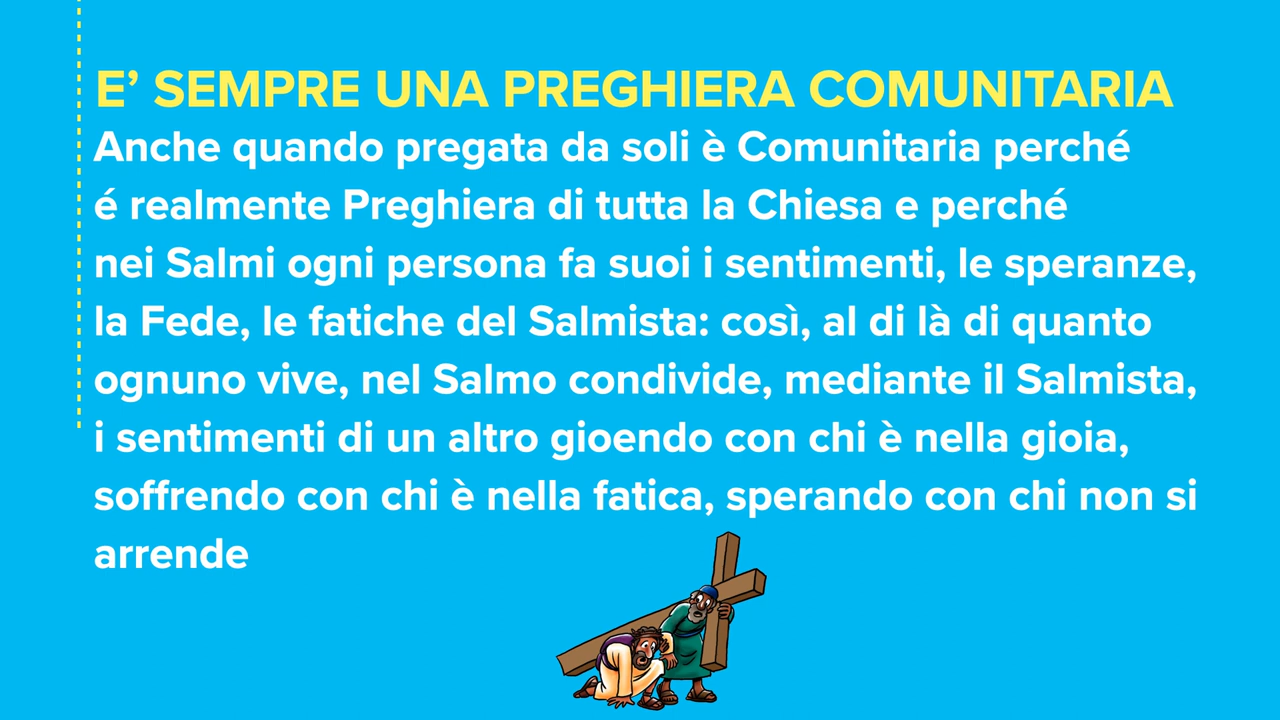 E’ SEMPRE UNA PREGHIERA COMUNITARIA
Anche quando pregata da soli è Comunitaria perché
é realmente Preghiera di tutta la Chiesa e perché
nei Salmi ogni persona fa suoi i sentimenti, le speranze,
la Fede, le fatiche del Salmista: così, al di là di quanto
ognuno vive, nel Salmo condivide, mediante il Salmista,
i sentimenti di un altro gioendo con chi è nella gioia,
soffrendo con chi è nella fatica, sperando con chi non si
arrende